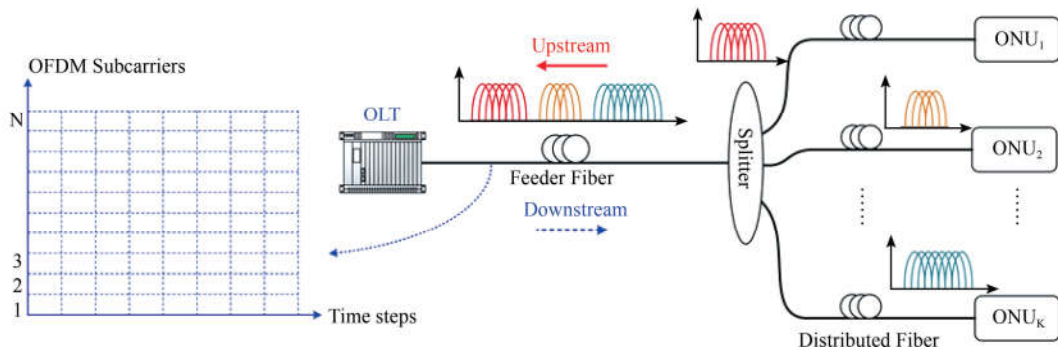 OFDM Subcarriers
N
3
2
1
Time steps
OLT
Upstream
Feeder Fiber
Downstream
Splitter
ONU1
ONU2
ONUK
Distributed Fiber